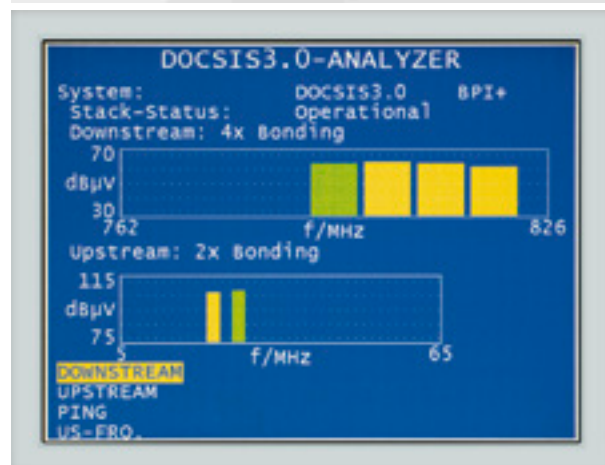 DOCSIS3.0-ANALYZER
System: DOCSIS3.0 BPI+
Stack-Status: Operational
Downstream: 4x Bonding
70
dBµV
30
762 f/MHz 826
Upstream: 2x Bonding
115
dBµV
75
5 f/MHz 65
DOWNSTREAM
UPSTREAM
PING
US-FRQ.